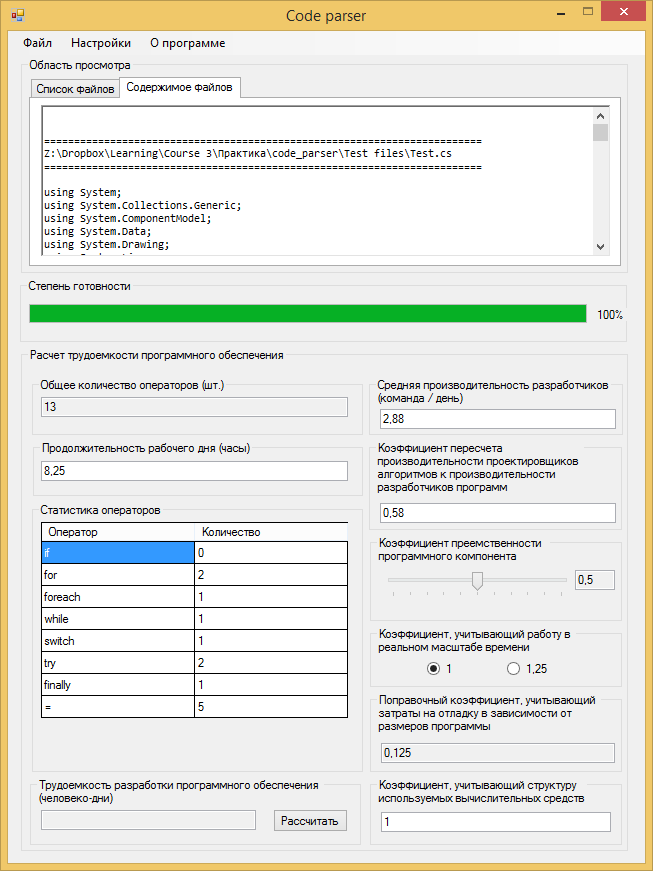 Code parser
Файл Настройки О программе
Область просмотра
Список файлов Содержимое файлов
================================================================================
Z:\Dropbox\Learning\Course 3\Практика\code_parser\Test files\Test.cs
================================================================================
using System;
using System.Collections.Generic;
using System.ComponentModel;
using System.Data;
using System.Drawing;
Степень готовности
100%
Расчет трудоемкости программного обеспечения
Общее количество операторов (шт.)
13
Продолжительность рабочего дня (часы)
8,25
Статистика операторов
Оператор Количество
if 0
for 2
foreach 1
while 1
switch 1
try 2
finally 1
= 5
Трудоемкость разработки программного обеспечения
(человеко-дни)
Рассчитать
Средняя производительность разработчиков
(команда / день)
2,88
Коэффициент пересчета
производительности проектировщиков
алгоритмов к производительности
разработчиков программ
0,58
Коэффициент преемственности
программного компонента
0,5
Коэффициент, учитывающий работу в
реальном масштабе времени
1 1,25
Поправочный коэффициент, учитывающий
затраты на отладку в зависимости от
размеров программы
0,125
Коэффициент, учитывающий структуру
используемых вычислительных средств
1